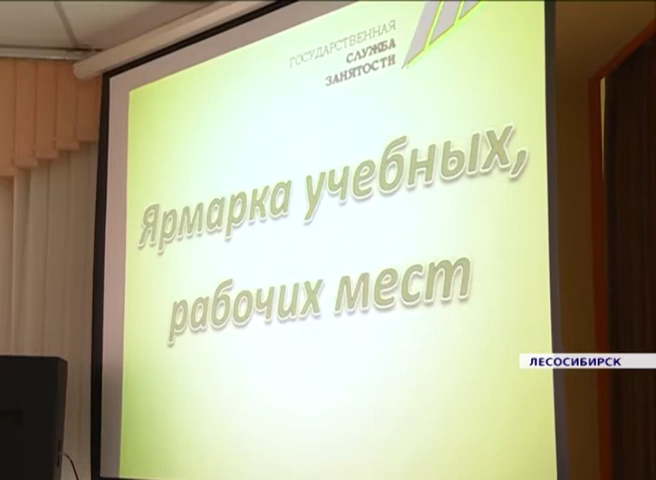 ГОСУДАРСТВЕННАЯ
СЛУЖБА
ЗАНЯТОСТИ
Ярмарка учебных,
рабочих мест
ЛЕСОСИБИРСК